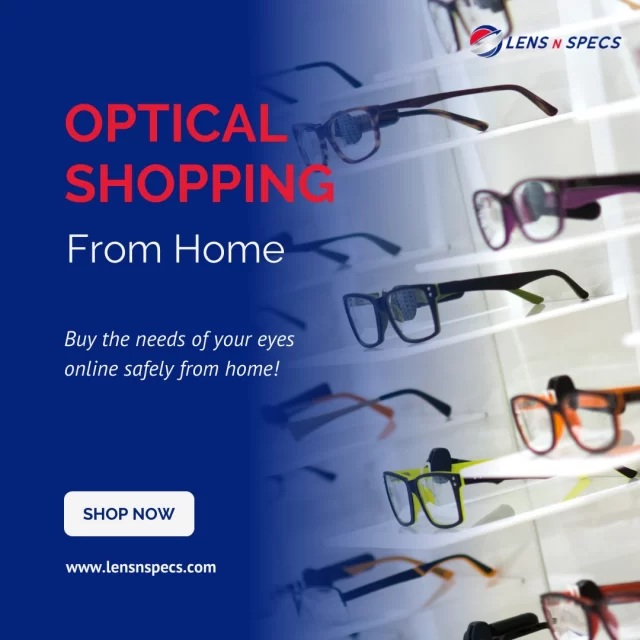 LENS N SPECS
OPTICAL
SHOPPING
From Home
Buy the needs of your eyes
online safely from home!
SHOP NOW
www.lensnspecs.com